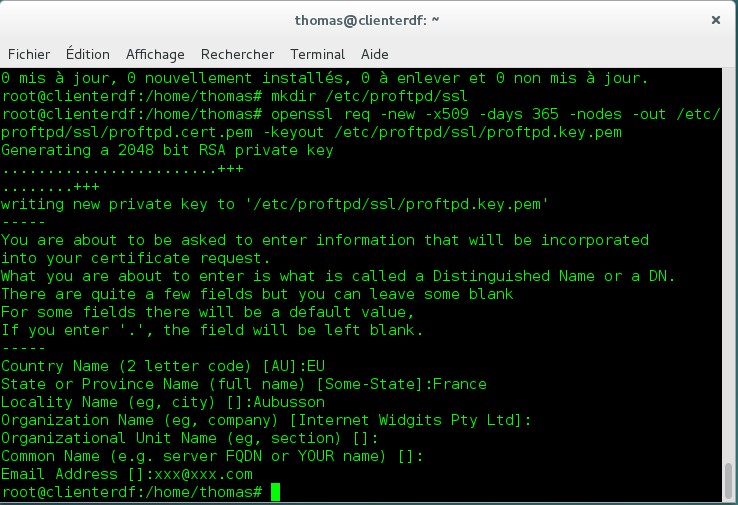 thomas@clienterdf: ~
Fichier Édition Affichage Rechercher Terminal Aide
0 mis à jour, 0 nouvellement installés, 0 à enlever et 0 non mis à jour.
root@clienterdf:/home/thomas# mkdir /etc/proftpd/ssl
root@clienterdf:/home/thomas# openssl req -new -x509 -days 365 -nodes -out /etc/
proftpd/ssl/proftpd.cert.pem -keyout /etc/proftpd/ssl/proftpd.key.pem
Generating a 2048 bit RSA private key
........................+++
........+++
writing new private key to '/etc/proftpd/ssl/proftpd.key.pem'
-----
You are about to be asked to enter information that will be incorporated
into your certificate request.
What you are about to enter is what is called a Distinguished Name or a DN.
There are quite a few fields but you can leave some blank
For some fields there will be a default value,
If you enter '.', the field will be left blank.
-----
Country Name (2 letter code) [AU]:EU
State or Province Name (full name) [Some-State]:France
Locality Name (eg, city) []:Aubusson
Organization Name (eg, company) [Internet Widgits Pty Ltd]:
Organizational Unit Name (eg, section) []:
Common Name (e.g. server FQDN or YOUR name) []:
Email Address []:xxx@xxx.com
root@clienterdf:/home/thomas#